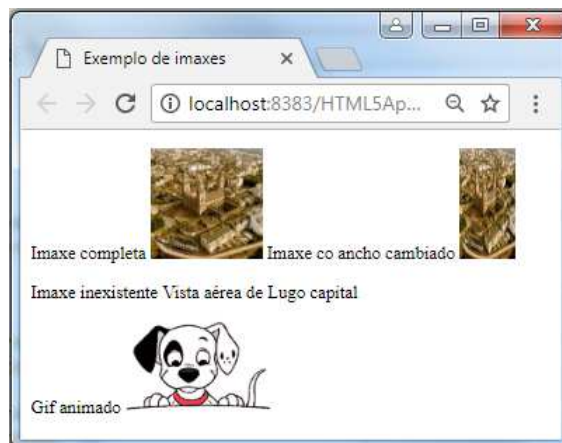 Exemplo de imaxes
localhost:8383/HTML5Ap...
Imaxe completa Imaxe co ancho cambiado
Imaxe inexistente Vista aérea de Lugo capital
Gif animado